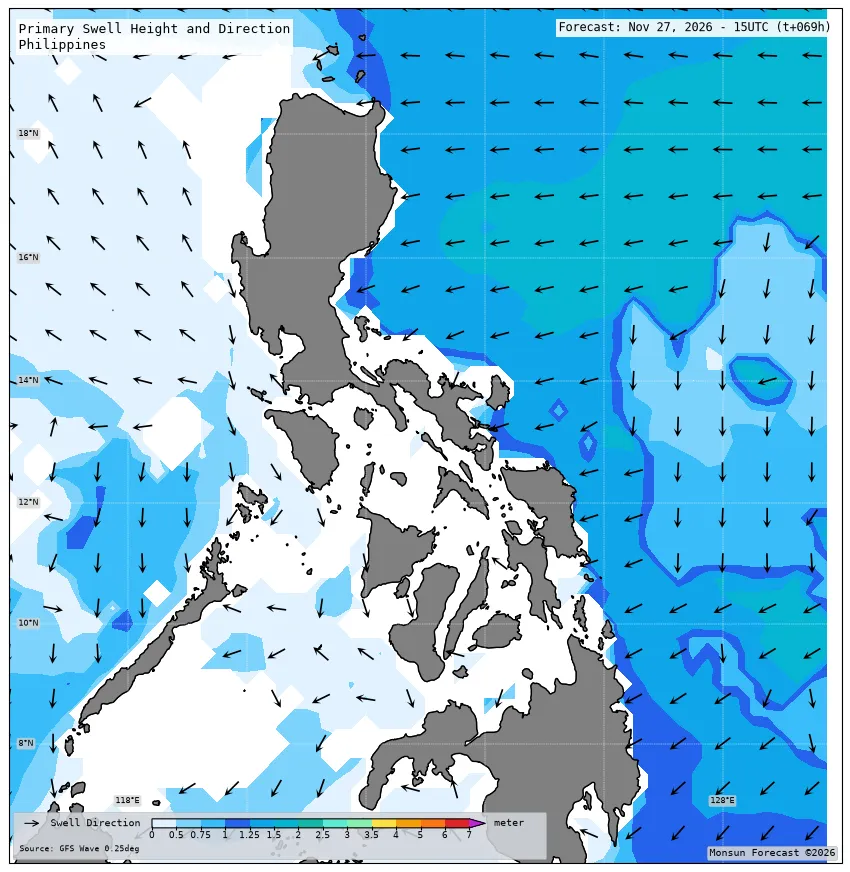 Primary Swell Height and Direction
Philippines
Forecast: Nov 27, 2026 - 15UTC (t+069h)
18°N
16°N
14°N
12°N
10°N
8°N
118°E
128°E
Swell Direction
0 0.5 0.75 1 1.25 1.5 2 2.5 3 3.5 4 5 6 7
meter
Source: GFS Wave 0.25deg
Monsun Forecast ©2026